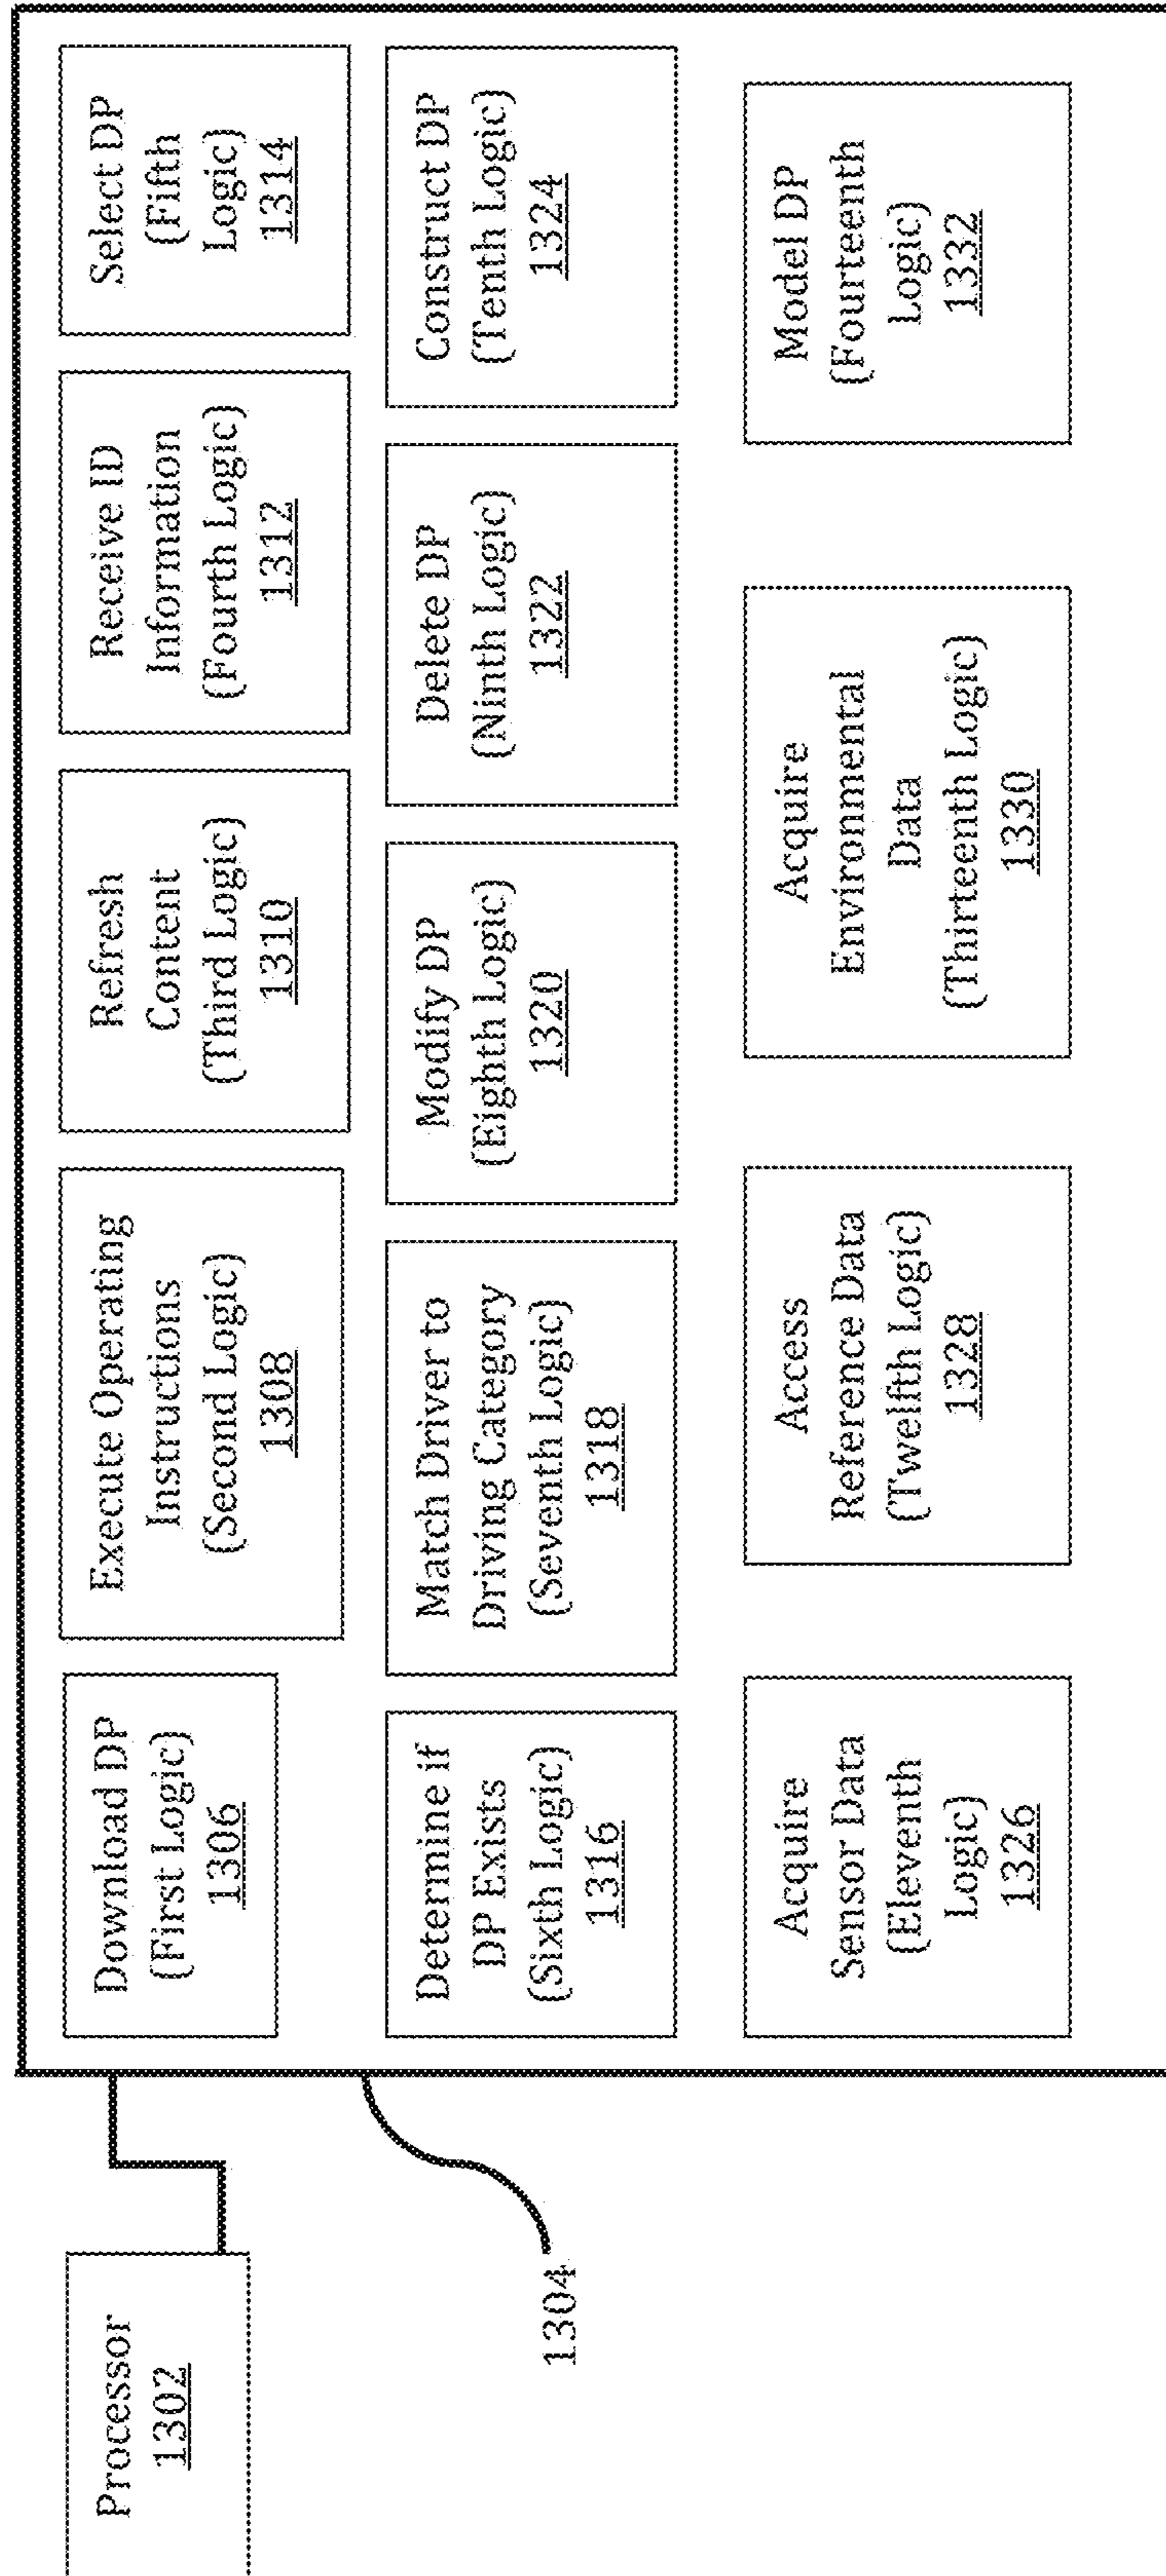 Processor
1302
1304
Download DP
(First Logic)
1306
Execute Operating
Instructions
(Second Logic)
1308
Refresh
Content
(Third Logic)
1310
Receive ID
Information
(Fourth Logic)
1312
Select DP
(Fifth
Logic)
1314
Determine if
DP Exists
(Sixth Logic)
1316
Match Driver to
Driving Category
(Seventh Logic)
1318
Modify DP
(Eighth Logic)
1320
Delete DP
(Ninth Logic)
1322
Construct DP
(Tenth Logic)
1324
Acquire
Sensor Data
(Eleventh
Logic)
1326
Access
Reference Data
(Twelfth Logic)
1328
Acquire
Environmental
Data
(Thirteenth Logic)
1330
Model DP
(Fourteenth
Logic)
1332